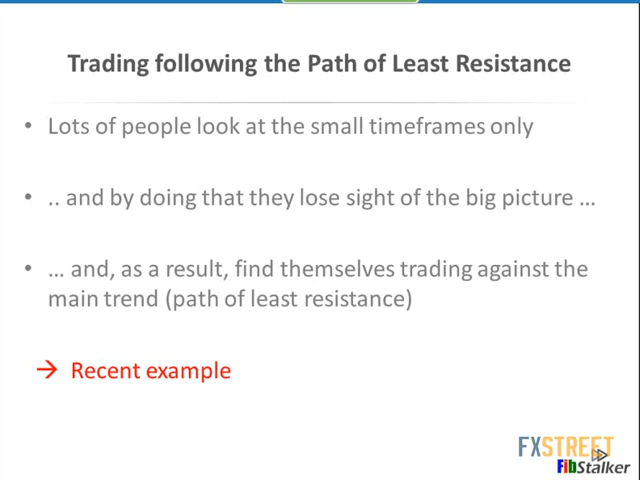 Trading following the Path of Least Resistance
• Lots of people look at the small timeframes only
• .. and by doing that they lose sight of the big picture …
• … and, as a result, find themselves trading against the
main trend (path of least resistance)
→ Recent example
FXSTREET
FibStalker